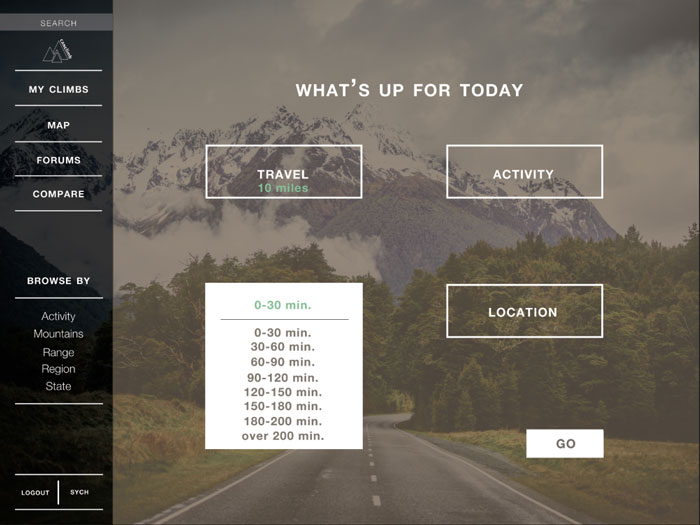 SEARCH
MY CLIMBS
MAP
FORUMS
COMPARE
BROWSE BY
Activity
Mountains
Range
Region
State
LOGOUT
SYCH
WHAT'S UP FOR TODAY
TRAVEL
10 miles
ACTIVITY
0-30 min.
0-30 min.
30-60 min.
60-90 min.
90-120 min.
120-150 min.
150-180 min.
180-200 min.
over 200 min.
LOCATION
GO